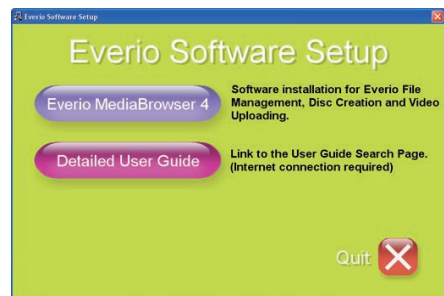 Everio Software Setup
Everio Software Setup
Everio MediaBrowser 4
Software installation for Everio File
Management, Disc Creation and Video
Uploading.
Detailed User Guide
Link to the User Guide Search Page.
(Internet connection required)
Quit